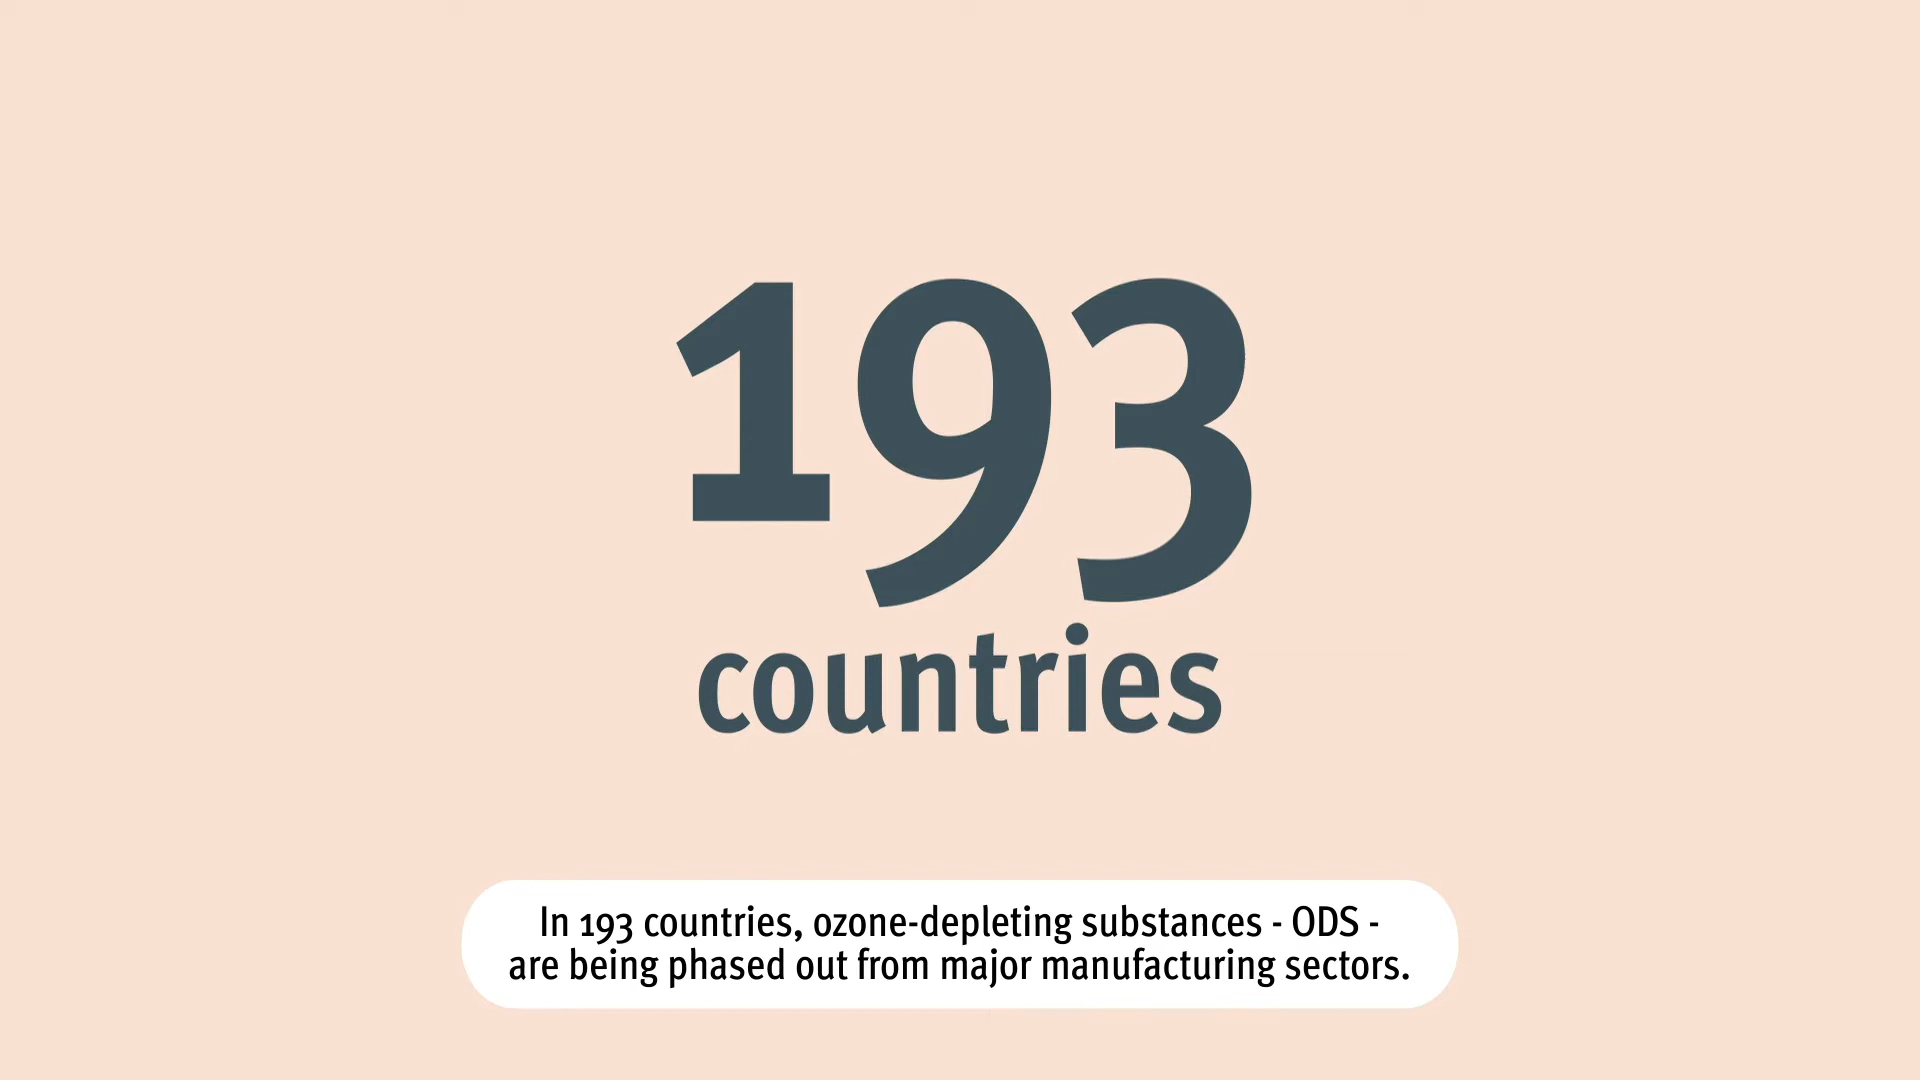 193
countries
In 193 countries, ozone-depleting substances - ODS -
are being phased out from major manufacturing sectors.